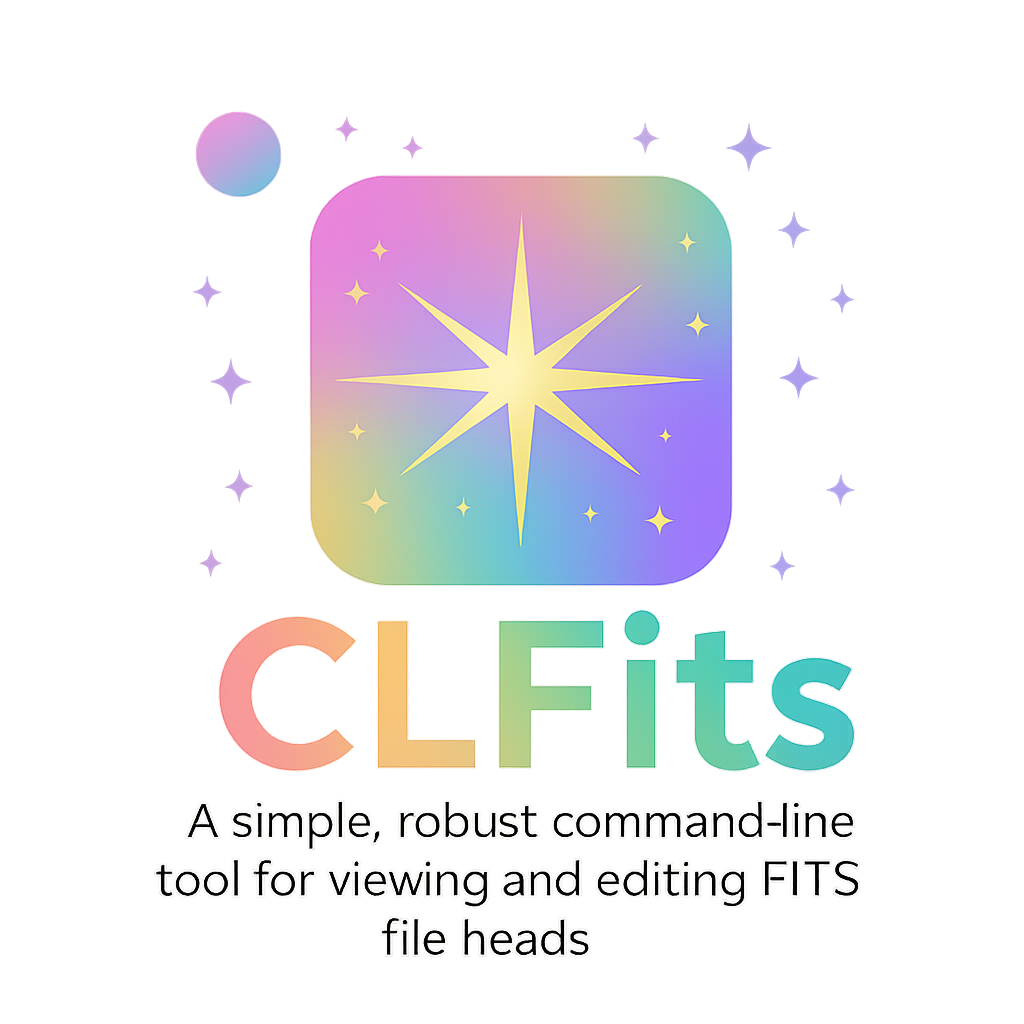 CLFits
A simple, robust command-line
tool for viewing and editing FITS
file heads